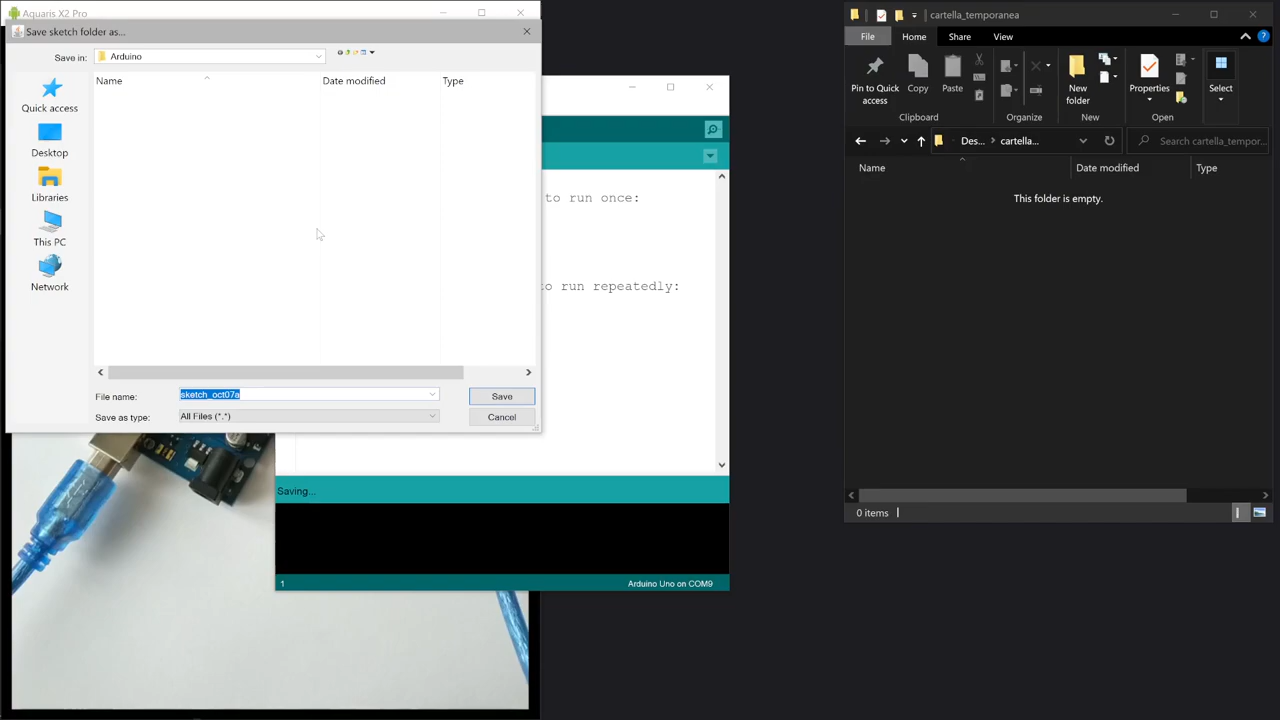 Aquaris X2 Pro
Save sketch folder as...
Save in:
Arduino
Name
Date modified
Type
Quick access
Desktop
Libraries
This PC
Network
File name:
sketch_oct07a
Save
Save as type:
All Files (*.*)
Cancel
to run once:
to run repeatedly:
Saving...
1
Arduino Uno on COM9
cartella_temporanea
File
Home
Share
View
Pin to Quick
access
Copy
Paste
New
folder
Properties
Select
Clipboard
Organize
New
Open
Des...
cartella...
Search cartella_tempor...
Name
Date modified
Type
This folder is empty.
0 items